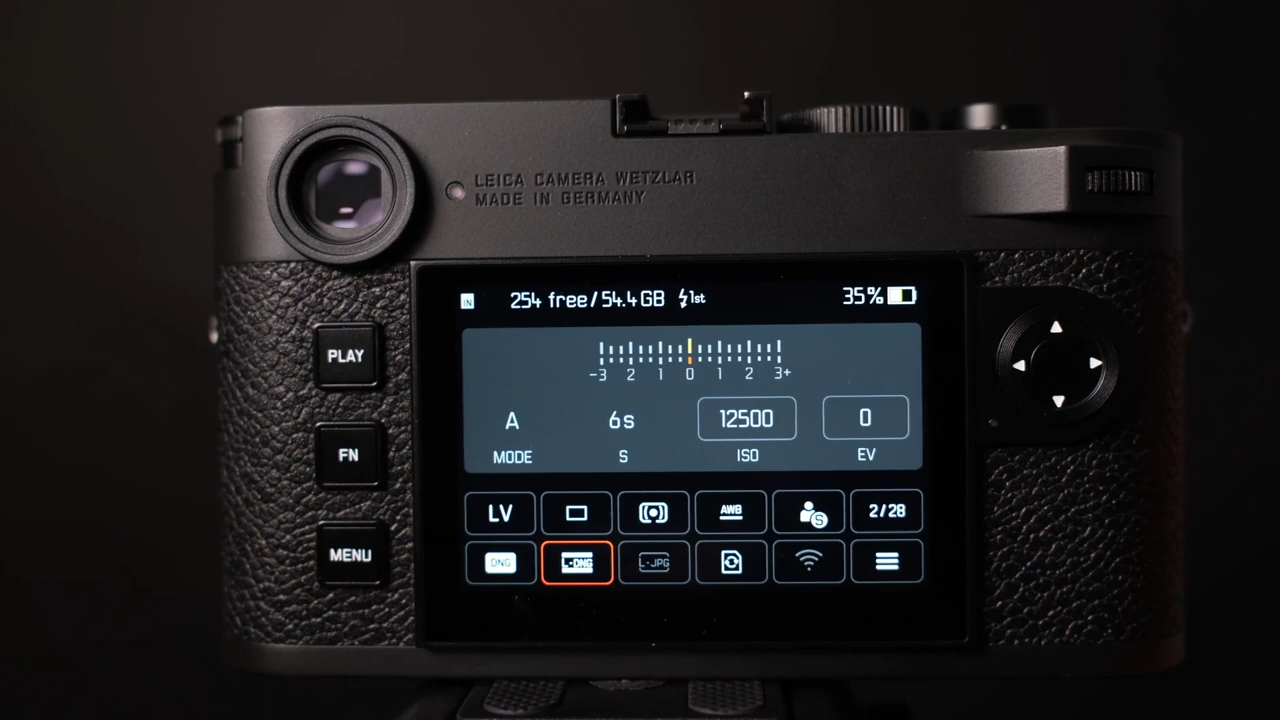 LEICA CAMERA WETZLAR
MADE IN GERMANY
IN 254 free/54.4GB 1st 35%
-3 2 1 0 1 2 3+
A 6s 12500 0
MODE S ISO EV
PLAY
FN
MENU
LV AWB S 2/28
DNG L-DNG L-JPG